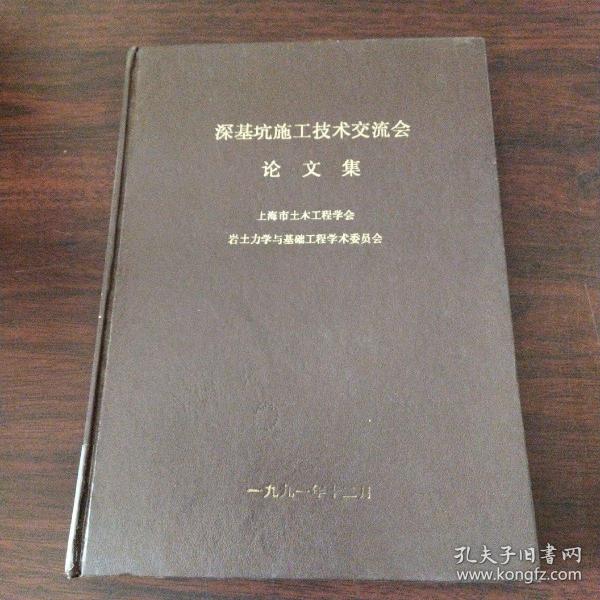 深基坑施工技术交流会
论文集
上海市土木工程学会
岩土力学与基础工程学术委员会
一九九一年十二月
孔夫子旧书网
www.kongfz.com